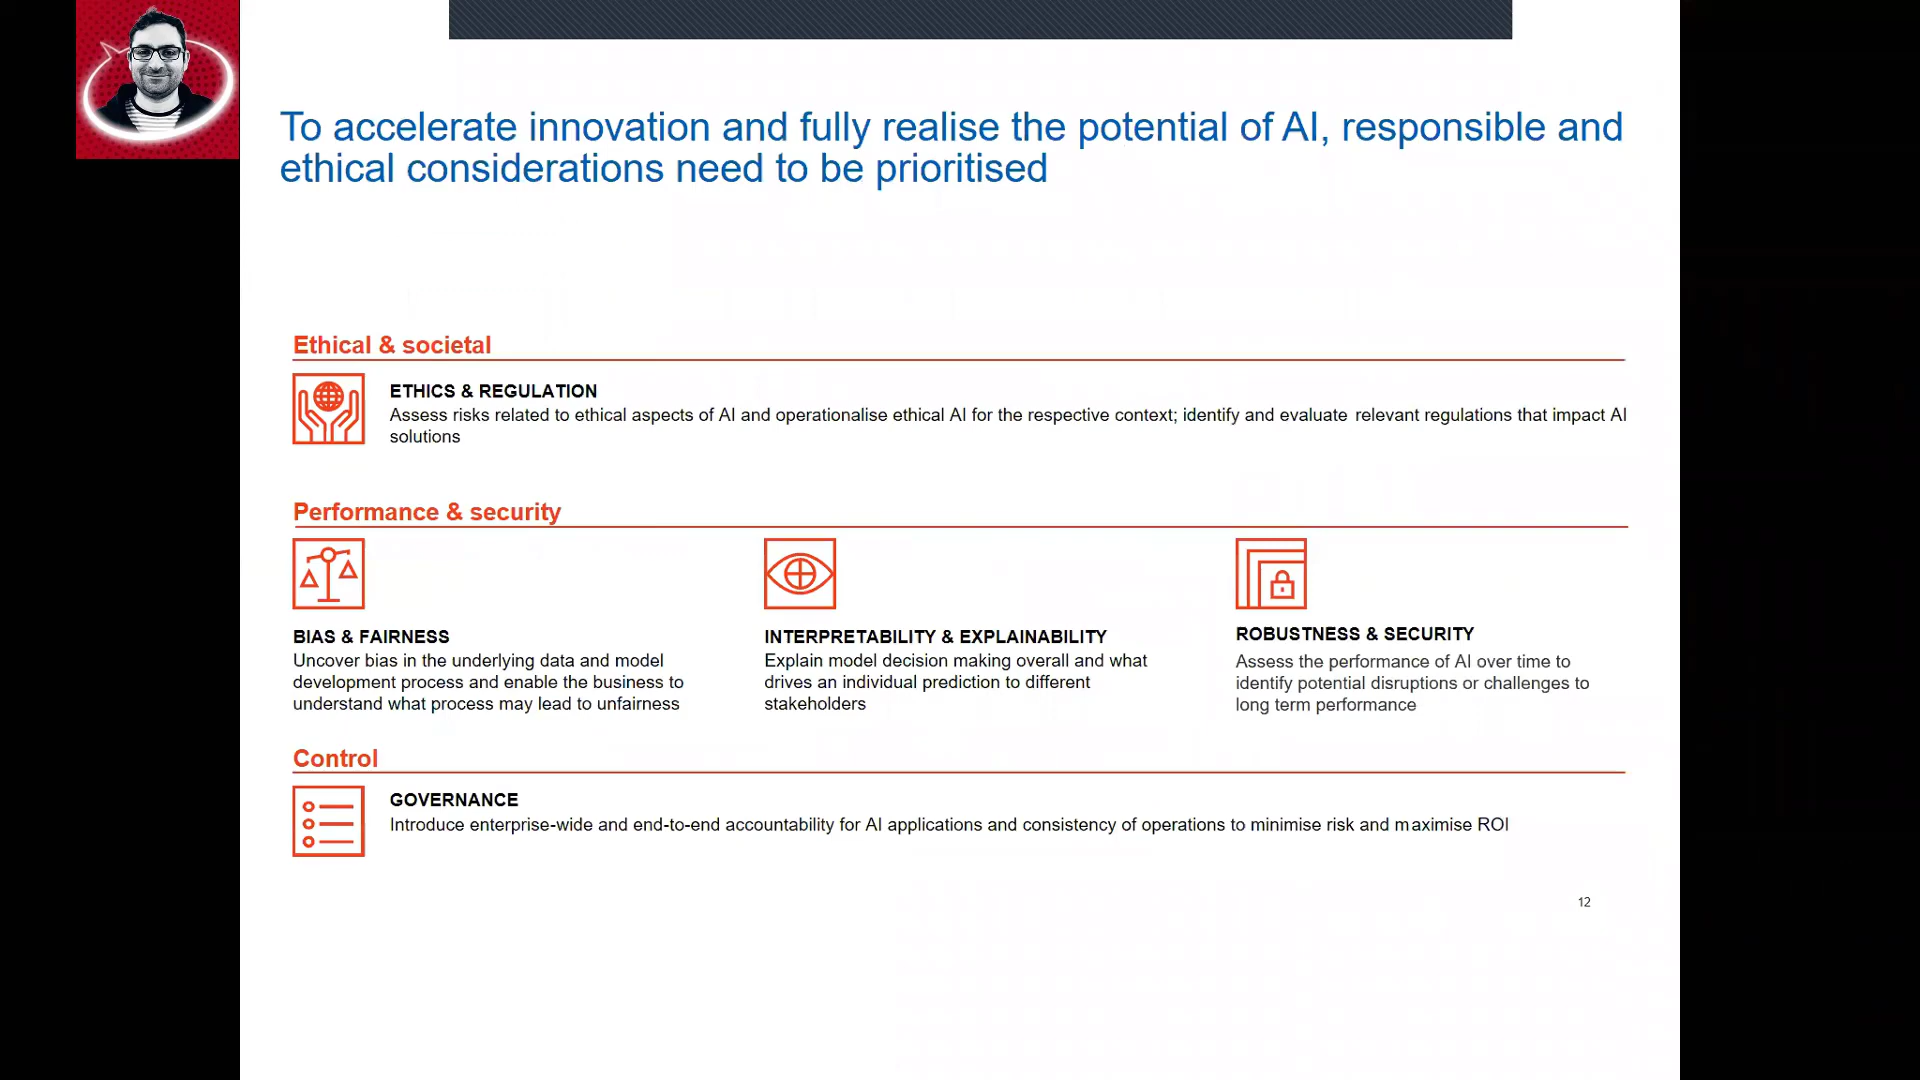 To accelerate innovation and fully realise the potential of AI, responsible and
ethical considerations need to be prioritised
Ethical & societal
ETHICS & REGULATION
Assess risks related to ethical aspects of AI and operationalise ethical AI for the respective context; identify and evaluate relevant regulations that impact AI
solutions
Performance & security
BIAS & FAIRNESS
Uncover bias in the underlying data and model
development process and enable the business to
understand what process may lead to unfairness
INTERPRETABILITY & EXPLAINABILITY
Explain model decision making overall and what
drives an individual prediction to different
stakeholders
ROBUSTNESS & SECURITY
Assess the performance of AI over time to
identify potential disruptions or challenges to
long term performance
Control
GOVERNANCE
Introduce enterprise-wide and end-to-end accountability for AI applications and consistency of operations to minimise risk and maximise ROI
12